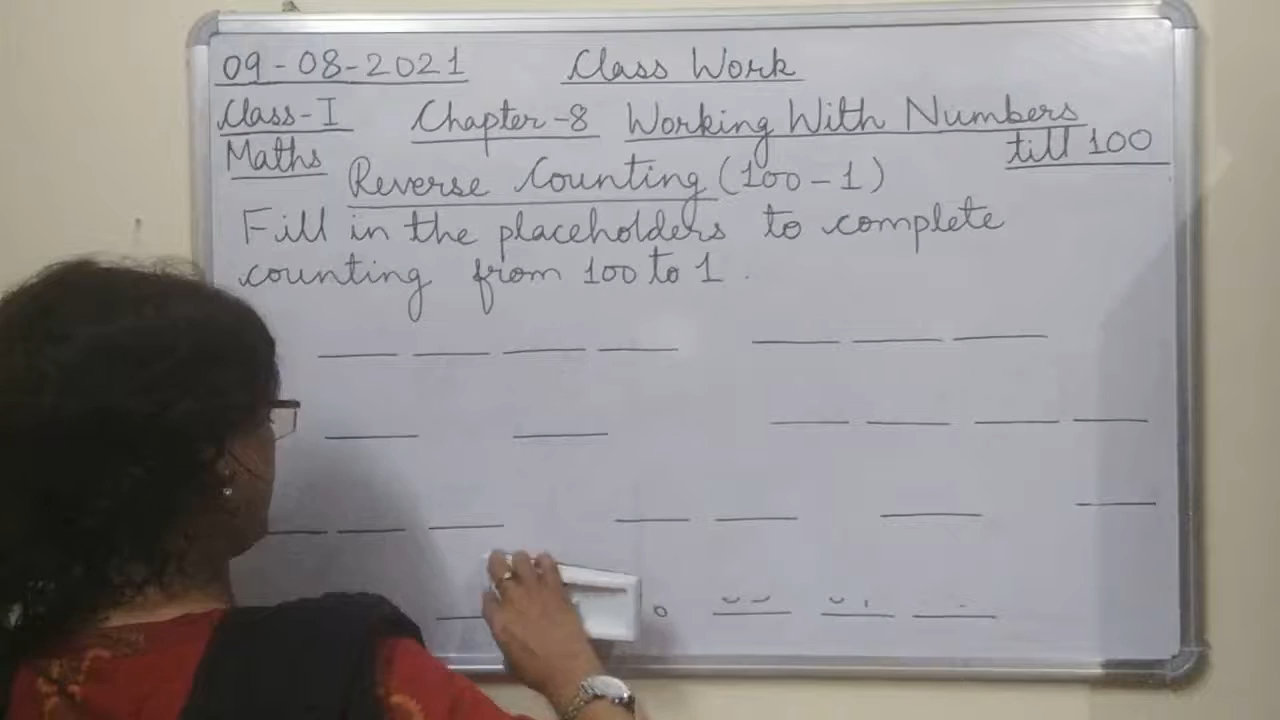 09-08-2021 Class Work
Class-I Chapter-8 Working With Numbers
Maths till 100
Reverse Counting (100-1)
Fill in the placeholders to complete
counting from 100 to 1.